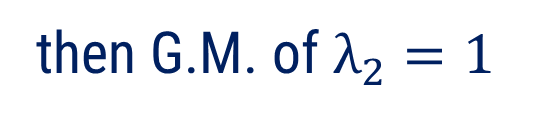 then G.M. of λ₂ = 1